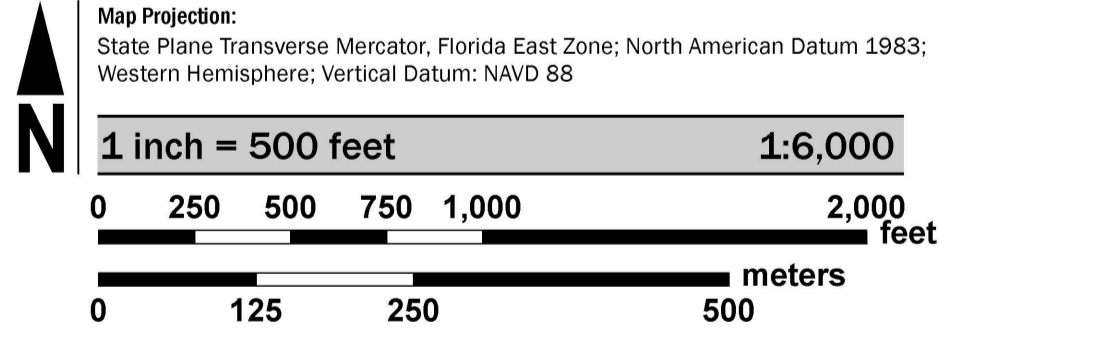 N
Map Projection:
State Plane Transverse Mercator, Florida East Zone; North American Datum 1983;
Western Hemisphere; Vertical Datum: NAVD 88
1 inch = 500 feet 1:6,000
0 250 500 750 1,000 2,000
feet
meters
0 125 250 500